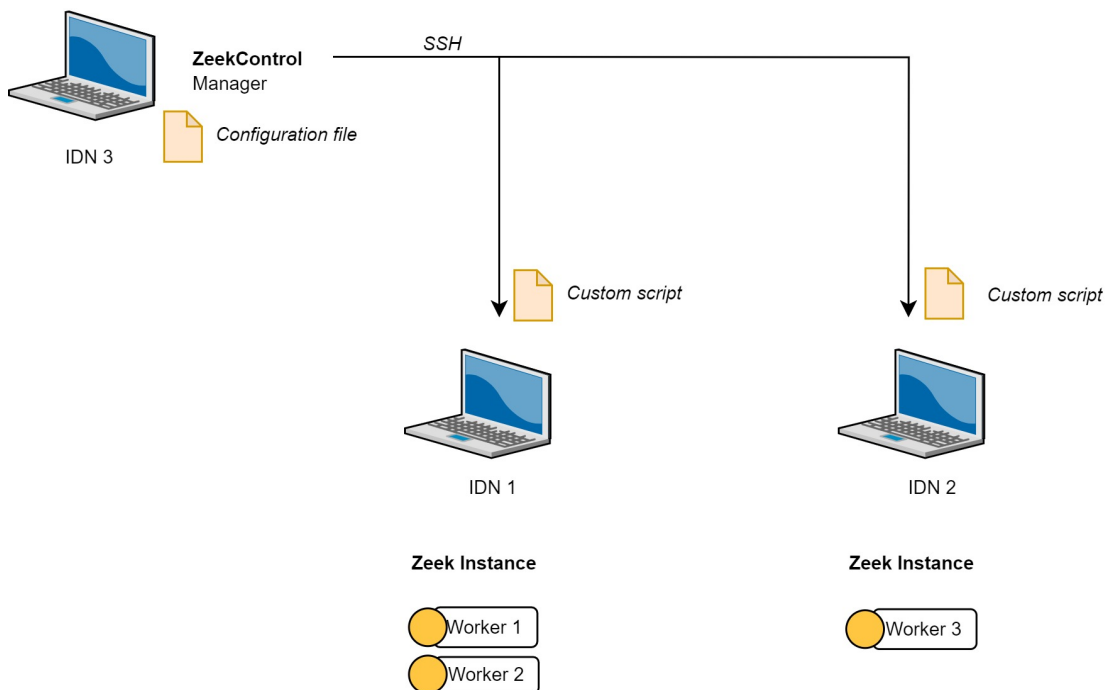 SSH
ZeekControl
Manager
Configuration file
IDN 3
Custom script
Custom script
IDN 1
IDN 2
Zeek Instance
Zeek Instance
Worker 1
Worker 3
Worker 2